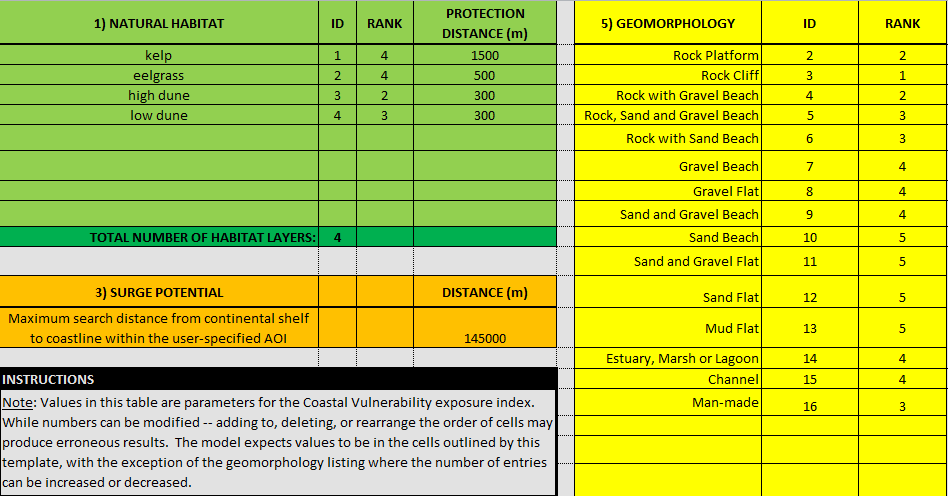 1) NATURAL HABITAT ID RANK PROTECTION DISTANCE (m)
kelp 1 4 1500
eelgrass 2 4 500
high dune 3 2 300
low dune 4 3 300
TOTAL NUMBER OF HABITAT LAYERS: 4
3) SURGE POTENTIAL DISTANCE (m)
Maximum search distance from continental shelf
to coastline within the user-specified AOI 145000
INSTRUCTIONS
Note: Values in this table are parameters for the Coastal Vulnerability exposure index.
While numbers can be modified -- adding to, deleting, or rearrange the order of cells may
produce erroneous results. The model expects values to be in the cells outlined by this
template, with the exception of the geomorphology listing where the number of entries
can be increased or decreased.
5) GEOMORPHOLOGY ID RANK
Rock Platform 2 2
Rock Cliff 3 1
Rock with Gravel Beach 4 2
Rock, Sand and Gravel Beach 5 3
Rock with Sand Beach 6 3
Gravel Beach 7 4
Gravel Flat 8 4
Sand and Gravel Beach 9 4
Sand Beach 10 5
Sand and Gravel Flat 11 5
Sand Flat 12 5
Mud Flat 13 5
Estuary, Marsh or Lagoon 14 4
Channel 15 4
Man-made 16 3